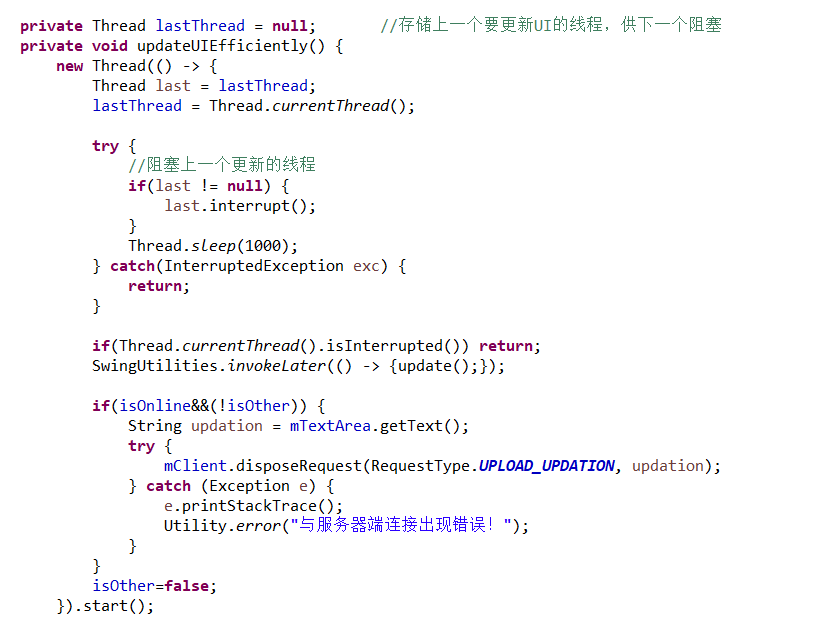 private Thread lastThread = null;       //存储上一个要更新UI的线程，供下一个阻塞
private void updateUIEfficiently() {
    new Thread(() -> {
        Thread last = lastThread;
        lastThread = Thread.currentThread();

        try {
            //阻塞上一个更新的线程
            if(last != null) {
                last.interrupt();
            }
            Thread.sleep(1000);
        } catch(InterruptedException exc) {
            return;
        }

        if(Thread.currentThread().isInterrupted()) return;
        SwingUtilities.invokeLater(() -> {update();});

        if(isOnline&&(!isOther)) {
            String updation = mTextArea.getText();
            try {
                mClient.disposeRequest(RequestType.UPLOAD_UPDATION, updation);
            } catch (Exception e) {
                e.printStackTrace();
                Utility.error("与服务器端连接出现错误！");
            }
        }
        isOther=false;
    }).start();